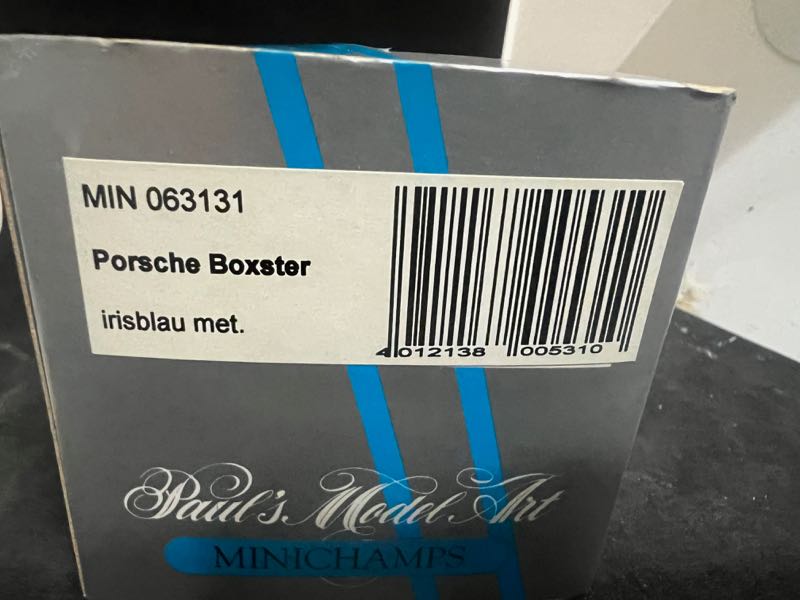 MIN 063131
Porsche Boxster
irisblau met.
4 012138 005310
Paul's Model Art
MINICHAMPS